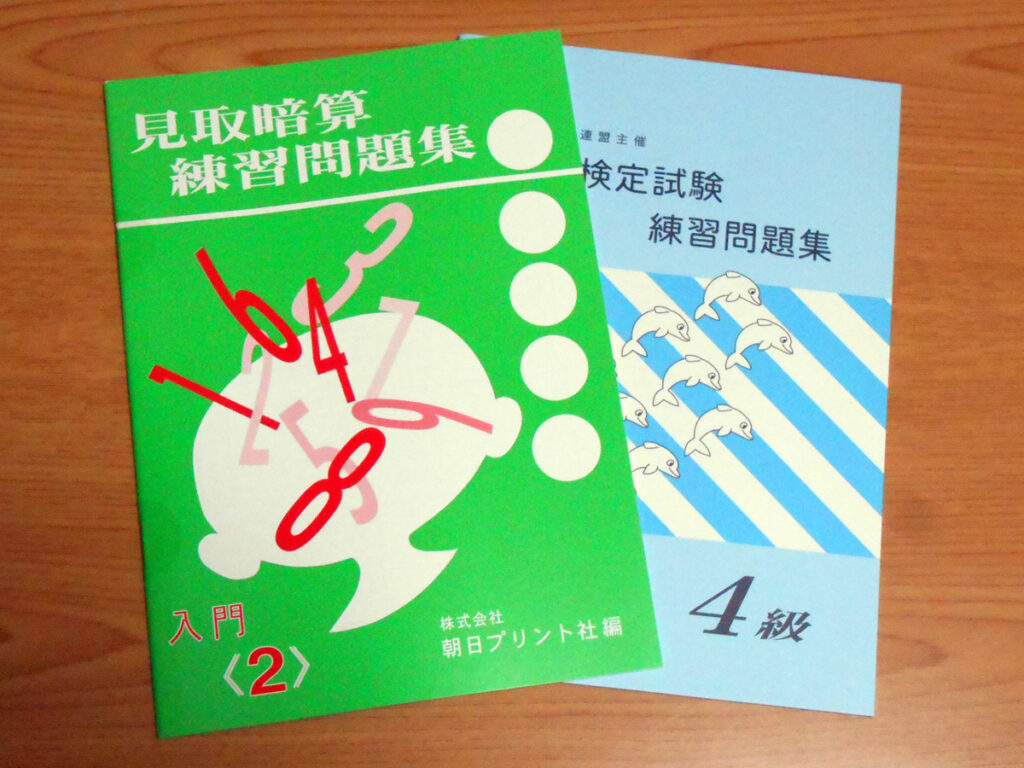 見取暗算
練習問題集
入門
〈2〉
株式会社
朝日プリント社編
連盟主催
検定試験
練習問題集
4級